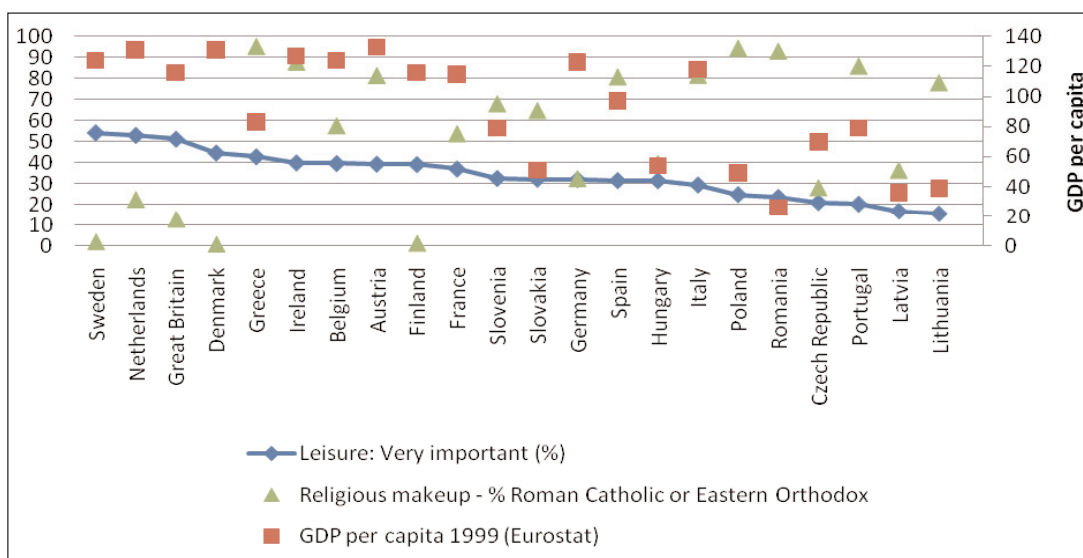 100
90
80
70
60
50
40
30
20
10
0
140
120
100
80
60
40
20
0
GDP per capita
Sweden
Netherlands
Great Britain
Denmark
Greece
Ireland
Belgium
Austria
Finland
France
Slovenia
Slovakia
Germany
Spain
Hungary
Italy
Poland
Romania
Czech Republic
Portugal
Latvia
Lithuania
Leisure: Very important (%)
Religious makeup - % Roman Catholic or Eastern Orthodox
GDP per capita 1999 (Eurostat)